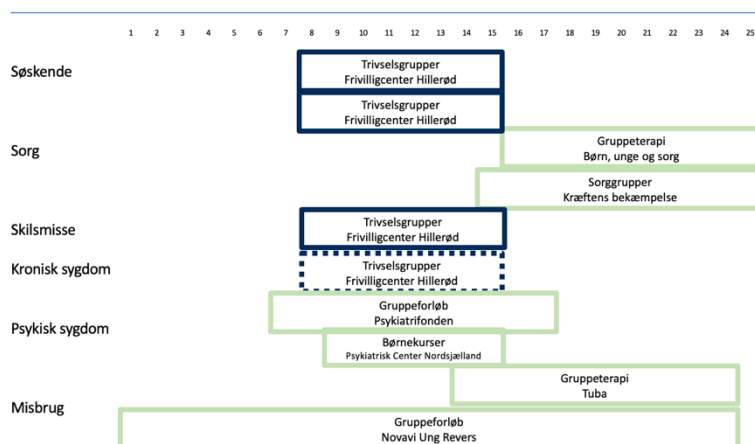 1 2 3 4 5 6 7 8 9 10 11 12 13 14 15 16 17 18 19 20 21 22 23 24 25
Søskende
Trivselsgrupper
Frivilligcenter Hillerød
Trivselsgrupper
Frivilligcenter Hillerød
Sorg
Gruppeterapi
Børn, unge og sorg
Sorggrupper
Kræftens bekæmpelse
Skilsmisse
Trivselsgrupper
Frivilligcenter Hillerød
Kronisk sygdom
Trivselsgrupper
Frivilligcenter Hillerød
Psykisk sygdom
Gruppeforløb
Psykiatrifonden
Børnekurser
Psykiatrisk Center Nordsjælland
Gruppeterapi
Tuba
Misbrug
Gruppeforløb
Novavi Ung Revers